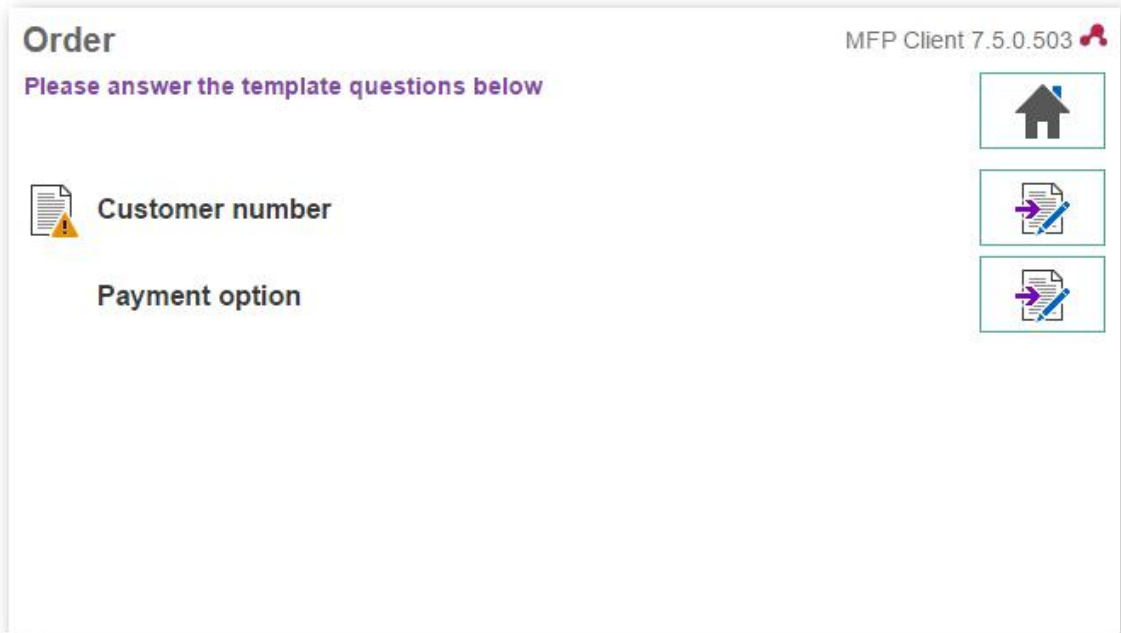 Order
MFP Client 7.5.0.503
Please answer the template questions below
Customer number
Payment option